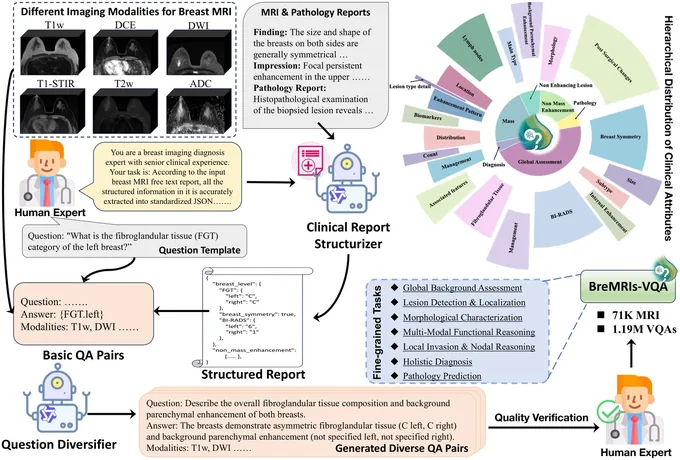 Different Imaging Modalities for Breast MRI
T1w
DCE
DWI
T1-STIR
T2w
ADC
MRI & Pathology Reports
Finding: The size and shape of
the breasts on both sides are
generally symmetrical …
Impression: Focal persistent
enhancement in the upper ……
Pathology Report:
Histopathological examination
of the biopsied lesion reveals …
Human Expert
You are a breast imaging diagnosis
expert with senior clinical experience.
Your task is: According to the input
breast MRI free text report, all the
structured information in it is accurately
extracted into standardized JSON…….
Clinical Report
Structurizer
Question: "What is the fibroglandular tissue (FGT)
category of the left breast?"
Question Template
Question: …….
Answer: {FGT.left}
Modalities: T1w, DWI ……
Basic QA Pairs
{
"breast_level": {
"FGT": {
"left": "C",
"right": "C"
},
"breast_symmetry": true,
"BI-RADS": {
"left": "6",
"right": "1"
},
},
"non_mass_enhancement":
[…… ],
}
Structured Report
Lymph nodes
Main Type
Background Parenchymal
Enhancement
Morphology
Post Surgical Changes
Lesion type detail
Location
Enhancement Pattern
Biomarkers
Distribution
Count
Management
Diagnosis
Associated features
Fibroglandular Tissue
Management
BI-RADS
Internal Enhancement
Subtype
Size
Breast Symmetry
Non Enhancing Lesion
Non Mass
Enhancement
Pathology
Mass
Global Assessment
Hierarchical Distribution of Clinical Attributes
Fine-grained Tasks
Global Background Assessment
Lesion Detection & Localization
Morphological Characterization
Multi-Modal Functional Reasoning
Local Invasion & Nodal Reasoning
Holistic Diagnosis
Pathology Prediction
BreMRIs-VQA
71K MRI
1.19M VQAs
Question Diversifier
Question: Describe the overall fibroglandular tissue composition and background
parenchymal enhancement of both breasts.
Answer: The breasts demonstrate asymmetric fibroglandular tissue (C left, C right)
and background parenchymal enhancement (not specified left, not specified right).
Modalities: T1w, DWI ……
Generated Diverse QA Pairs
Quality Verification
Human Expert